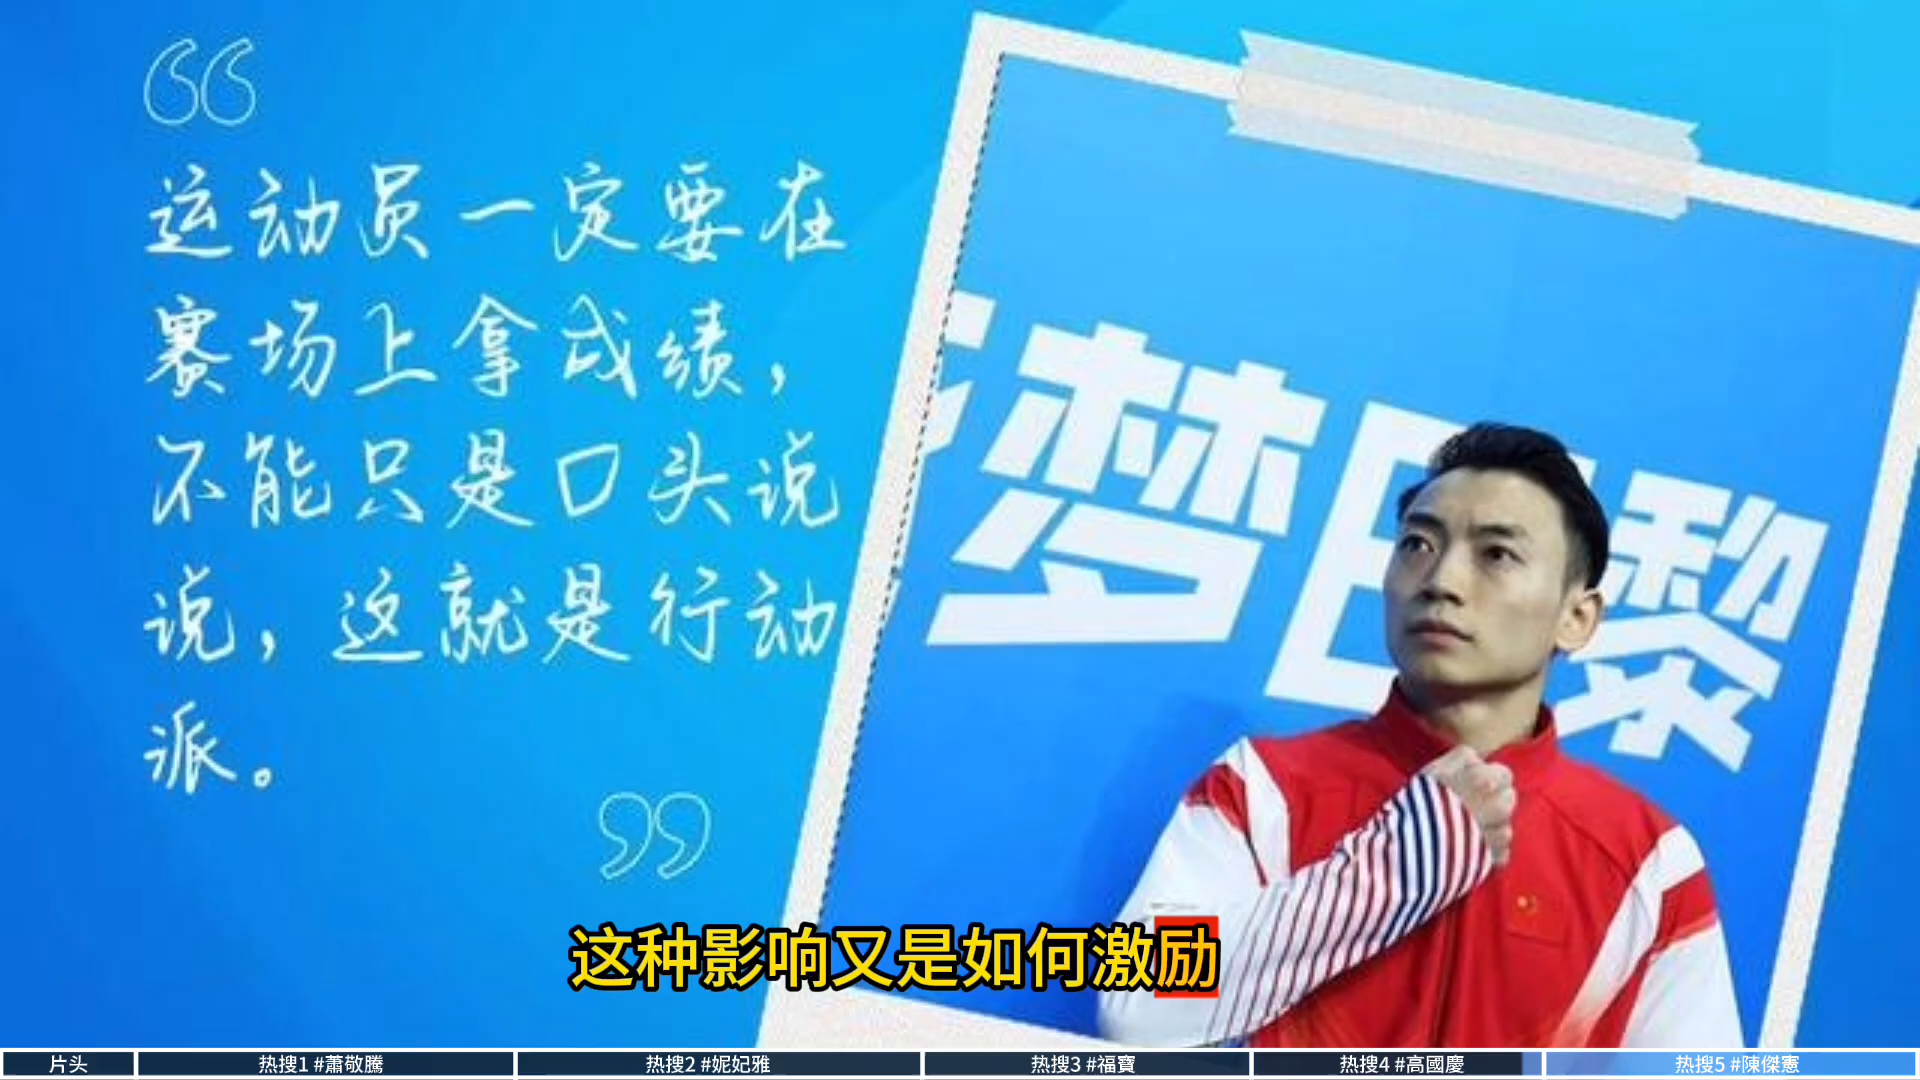 运动员一定要在
赛场上拿成绩，
不能只是口头说
说，这就是行动
派。
梦巴黎
这种影响又是如何激励
片头
热搜1 #蕭敬騰
热搜2 #妮妃雅
热搜3 #福寶
热搜4 #高國慶
热搜5 #陳傑憲